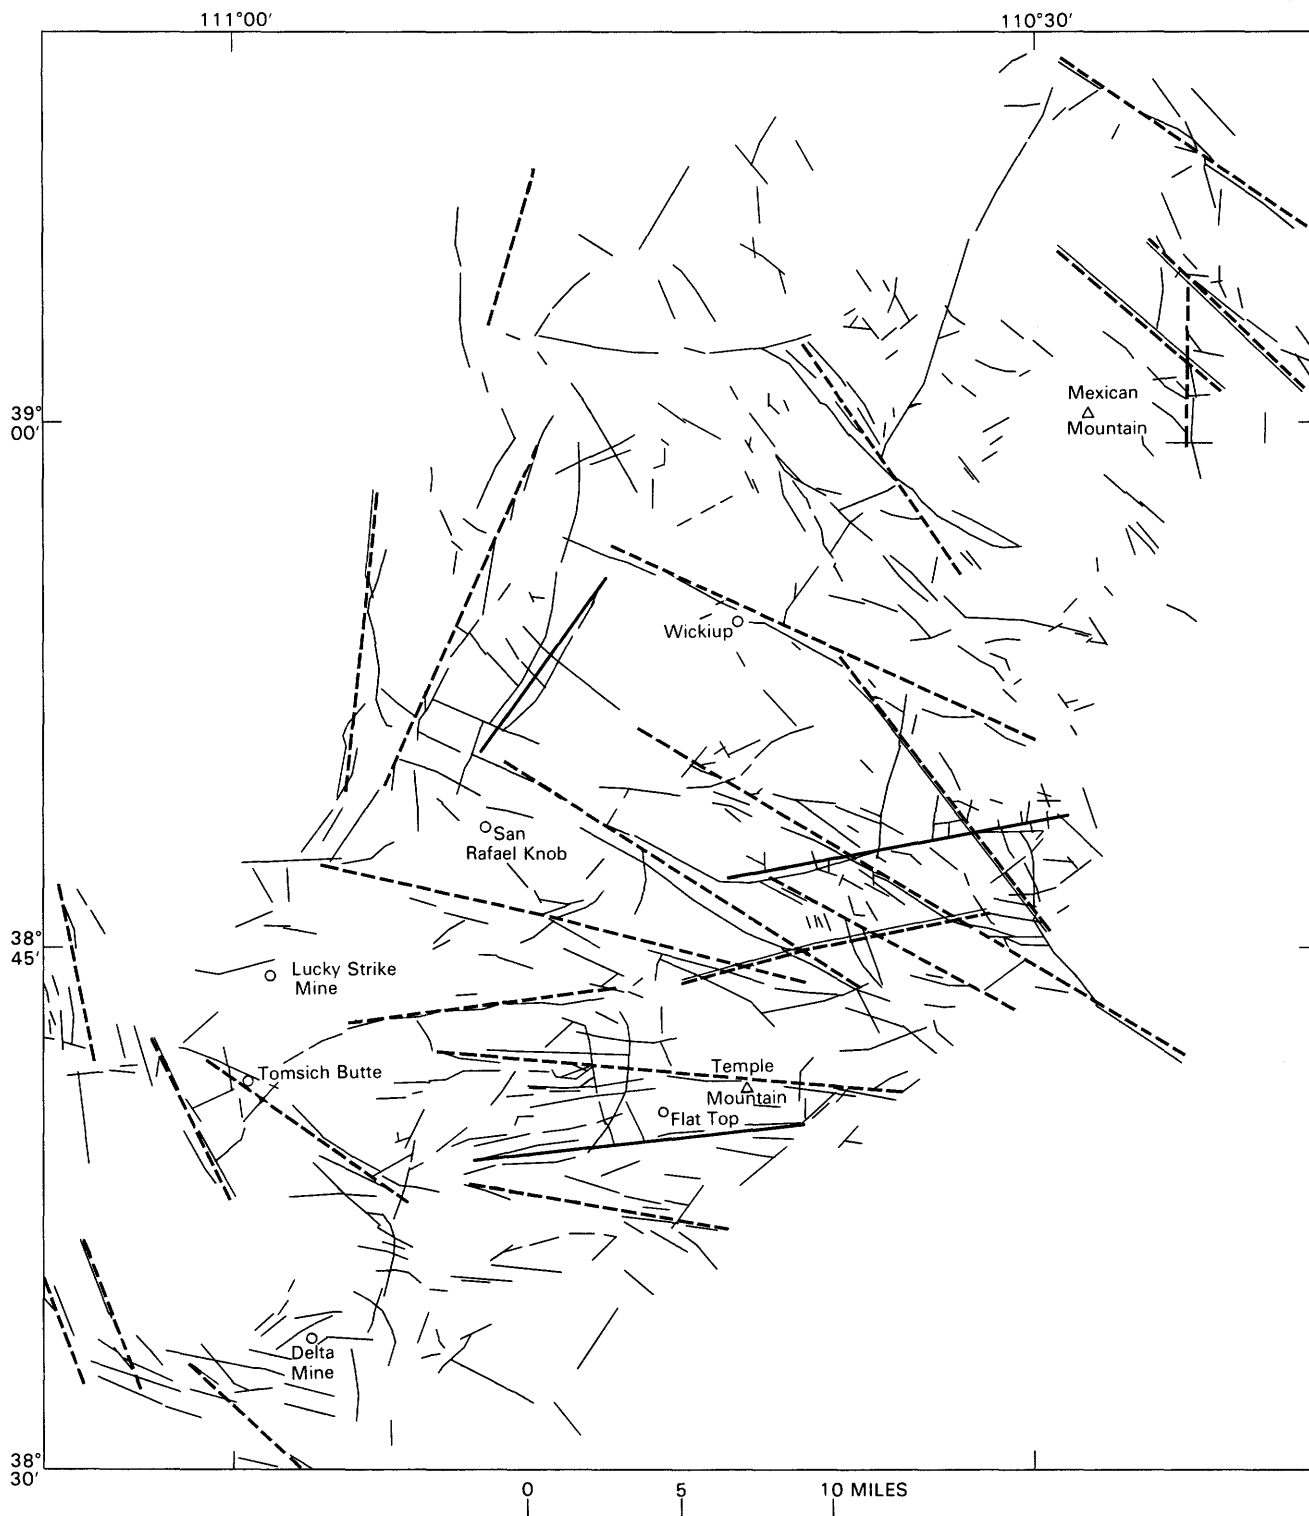 111°00′
110°30′
Mexican
Mountain
39°
00′
Wickiup
San
Rafael Knob
38°
45′
Lucky Strike
Mine
Tomsich Butte
Temple
Mountain
Flat Top
Delta
Mine
38°
30′
0 5 10 MILES